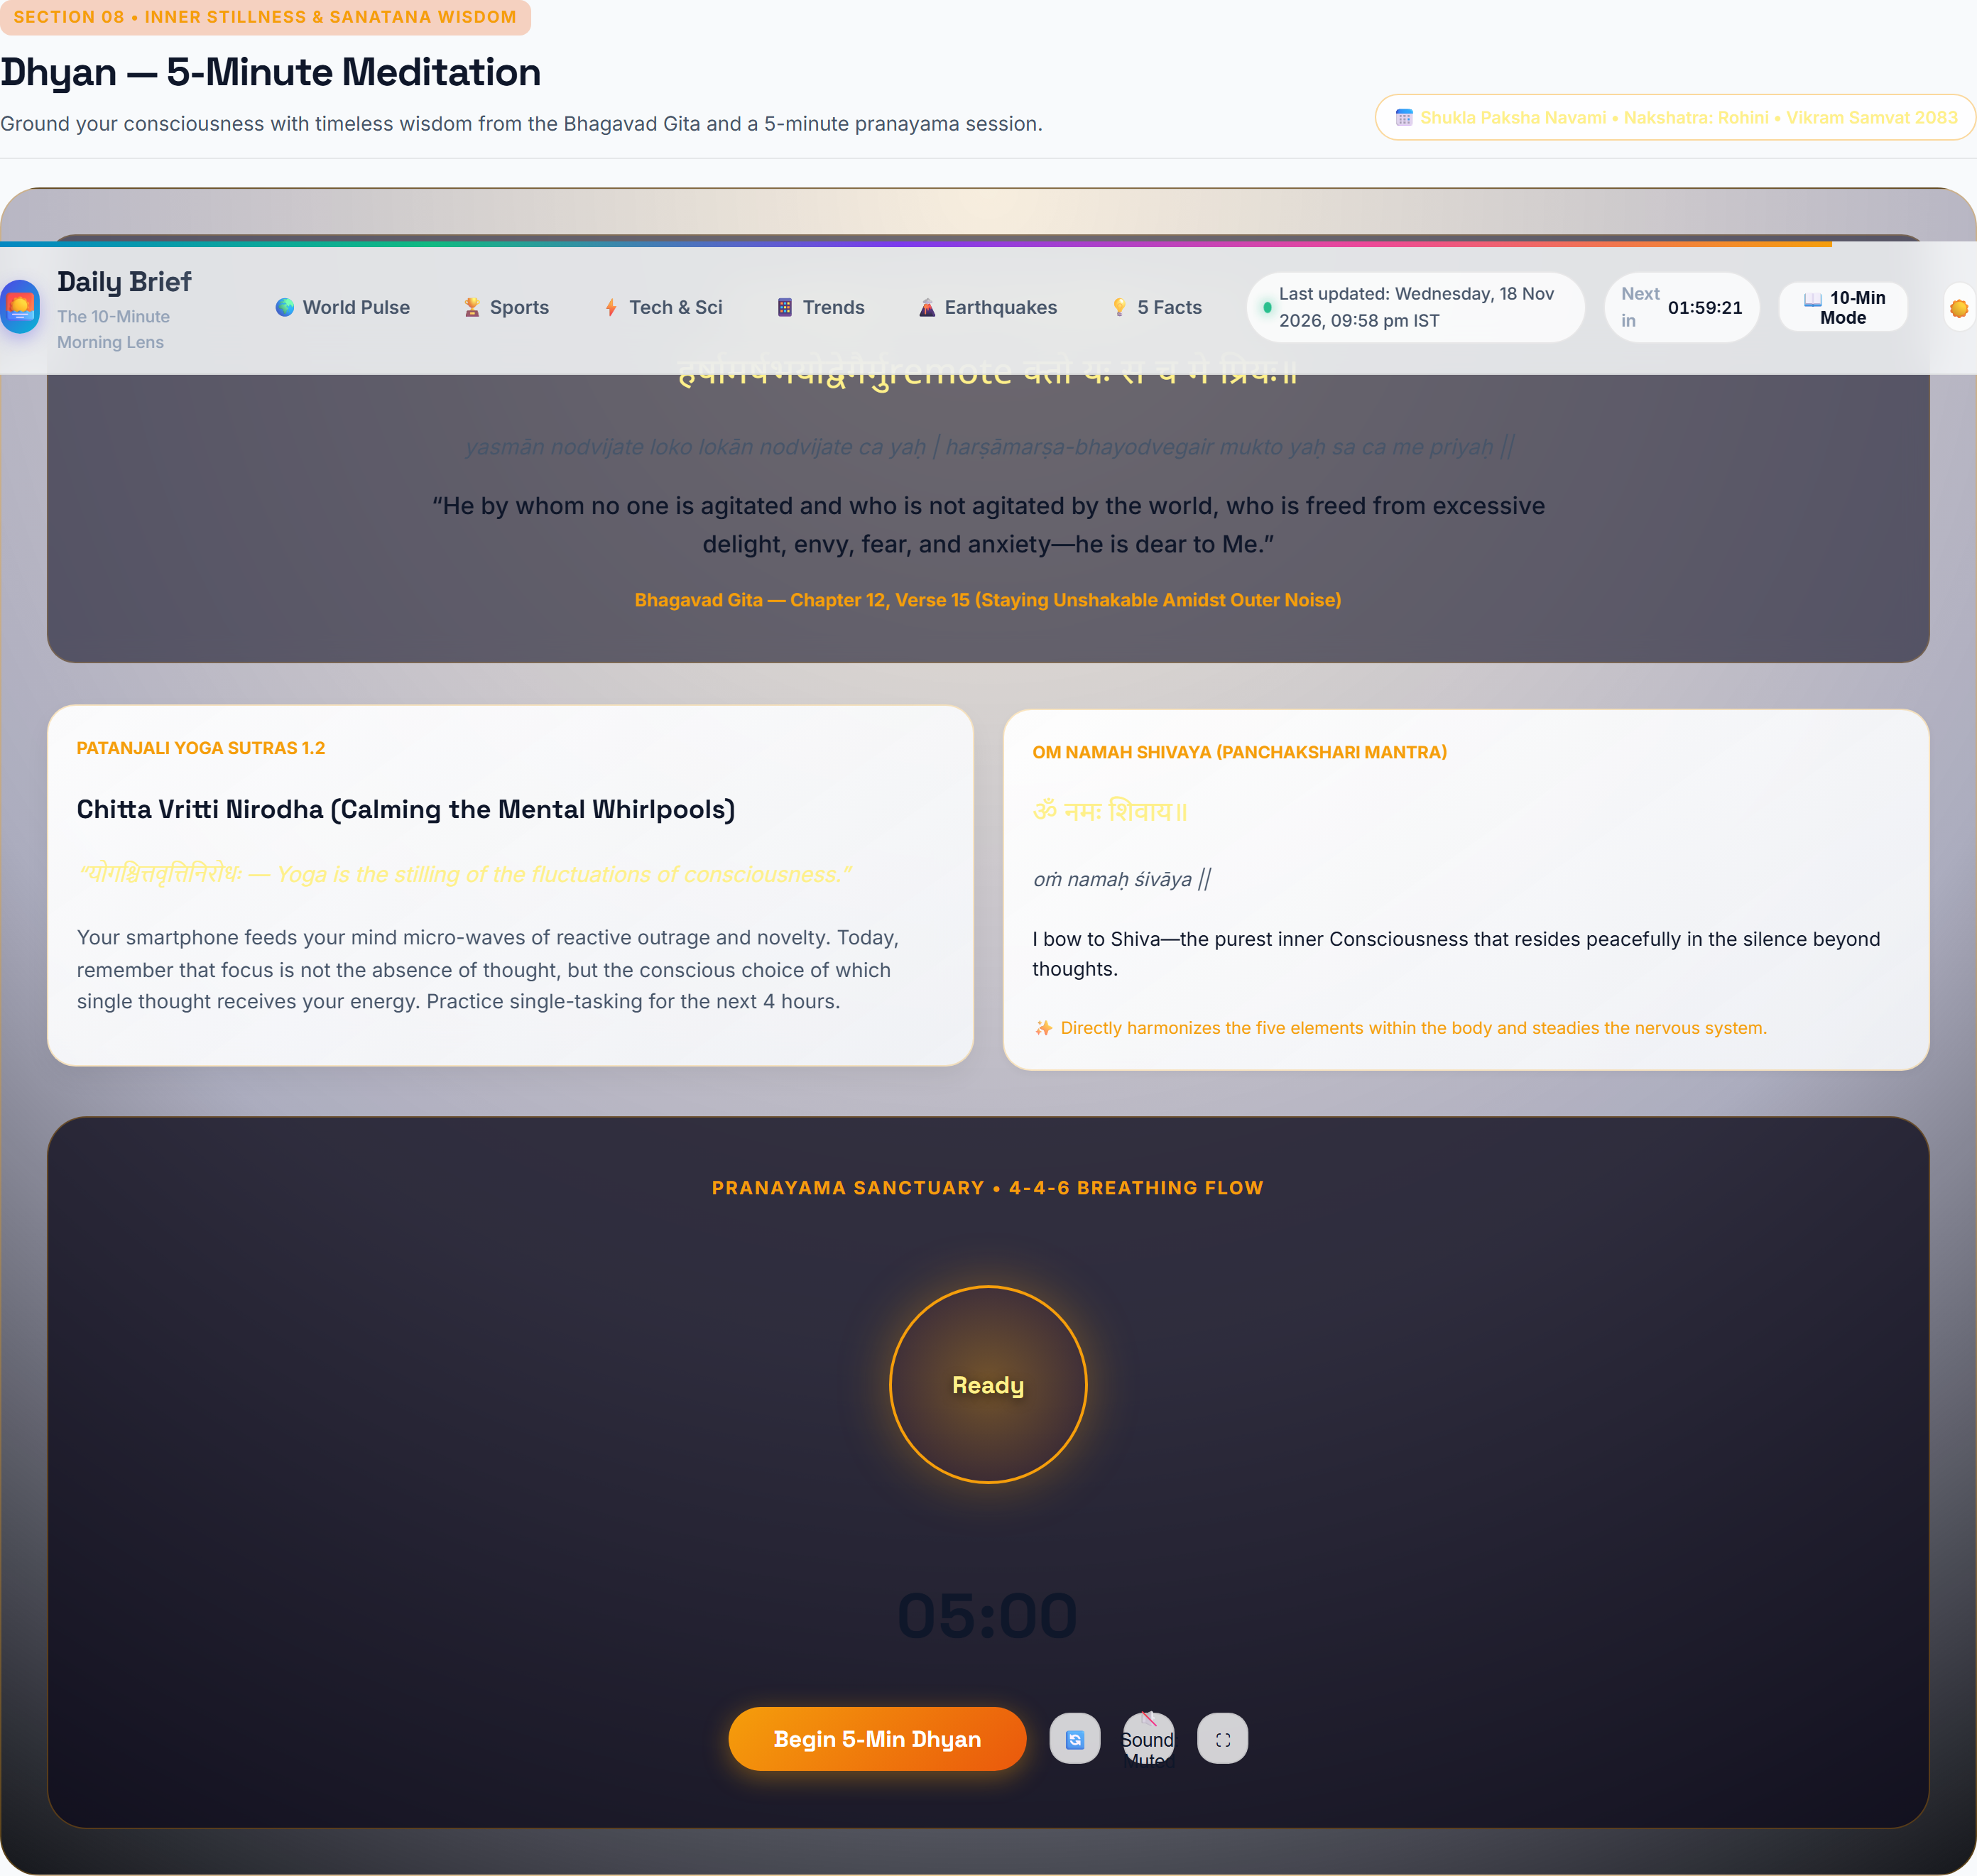 SECTION 08 • INNER STILLNESS & SANATANA WISDOM
Dhyan — 5-Minute Meditation
Ground your consciousness with timeless wisdom from the Bhagavad Gita and a 5-minute pranayama session.
Shukla Paksha Navami • Nakshatra: Rohini • Vikram Samvat 2083
Daily Brief
The 10-Minute
Morning Lens
World Pulse
Sports
Tech & Sci
Trends
Earthquakes
5 Facts
Last updated: Wednesday, 18 Nov
2026, 09:58 pm IST
Next
in
01:59:21
10-Min
Mode
हर्षामर्षभयोद्वेगैर्मुremote क्तो यः स च मे प्रियः॥
yasmān nodvijate loko lokān nodvijate ca yaḥ | harṣāmarṣa-bhayodvegair mukto yaḥ sa ca me priyaḥ ||
“He by whom no one is agitated and who is not agitated by the world, who is freed from excessive
delight, envy, fear, and anxiety—he is dear to Me.”
Bhagavad Gita — Chapter 12, Verse 15 (Staying Unshakable Amidst Outer Noise)
PATANJALI YOGA SUTRAS 1.2
Chitta Vritti Nirodha (Calming the Mental Whirlpools)
“योगश्चित्तवृत्तिनिरोधः — Yoga is the stilling of the fluctuations of consciousness.”
Your smartphone feeds your mind micro-waves of reactive outrage and novelty. Today,
remember that focus is not the absence of thought, but the conscious choice of which
single thought receives your energy. Practice single-tasking for the next 4 hours.
OM NAMAH SHIVAYA (PANCHAKSHARI MANTRA)
ॐ नमः शिवाय॥
oṁ namaḥ śivāya ||
I bow to Shiva—the purest inner Consciousness that resides peacefully in the silence beyond
thoughts.
Directly harmonizes the five elements within the body and steadies the nervous system.
PRANAYAMA SANCTUARY • 4-4-6 BREATHING FLOW
Ready
05:00
Begin 5-Min Dhyan
Sound
Muted